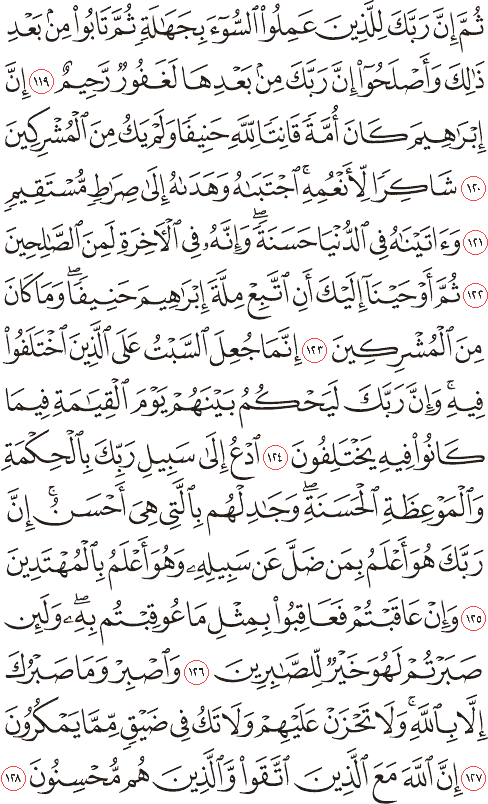 ثُمَّ إِنَّ رَبَّكَ لِلَّذِينَ عَمِلُوا۟ ٱلسُّوٓءَ بِجَهَٰلَةٍ ثُمَّ تَابُوا۟ مِنۢ بَعْدِ
ذَٰلِكَ وَأَصْلَحُوٓا۟ إِنَّ رَبَّكَ مِنۢ بَعْدِهَا لَغَفُورٌ رَّحِيمٌ ١١٩ إِنَّ
إِبْرَٰهِيمَ كَانَ أُمَّةً قَانِتًا لِّلَّهِ حَنِيفًا وَلَمْ يَكُ مِنَ ٱلْمُشْرِكِينَ
١٢٠ شَاكِرًا لِّأَنْعُمِهِ ۚ ٱجْتَبَىٰهُ وَهَدَىٰهُ إِلَىٰ صِرَٰطٍ مُّسْتَقِيمٍ
١٢١ وَءَاتَيْنَٰهُ فِى ٱلدُّنْيَا حَسَنَةً ۖ وَإِنَّهُۥ فِى ٱلْءَاخِرَةِ لَمِنَ ٱلصَّٰلِحِينَ
١٢٢ ثُمَّ أَوْحَيْنَآ إِلَيْكَ أَنِ ٱتَّبِعْ مِلَّةَ إِبْرَٰهِيمَ حَنِيفًا ۖ وَمَا كَانَ
مِنَ ٱلْمُشْرِكِينَ ١٢٣ إِنَّمَا جُعِلَ ٱلسَّبْتُ عَلَى ٱلَّذِينَ ٱخْتَلَفُوا۟
فِيهِ ۚ وَإِنَّ رَبَّكَ لَيَحْكُمُ بَيْنَهُمْ يَوْمَ ٱلْقِيَٰمَةِ فِيمَا
كَانُوا۟ فِيهِ يَخْتَلِفُونَ ١٢٤ ٱدْعُ إِلَىٰ سَبِيلِ رَبِّكَ بِٱلْحِكْمَةِ
وَٱلْمَوْعِظَةِ ٱلْحَسَنَةِ ۖ وَجَٰدِلْهُم بِٱلَّتِى هِىَ أَحْسَنُ ۚ إِنَّ
رَبَّكَ هُوَ أَعْلَمُ بِمَن ضَلَّ عَن سَبِيلِهِۦ وَهُوَ أَعْلَمُ بِٱلْمُهْتَدِينَ
١٢٥ وَإِنْ عَاقَبْتُمْ فَعَاقِبُوا۟ بِمِثْلِ مَا عُوقِبْتُم بِهِۦ ۖ وَلَئِن
صَبَرْتُمْ لَهُوَ خَيْرٌ لِّلصَّٰبِرِينَ ١٢٦ وَٱصْبِرْ وَمَا صَبْرُكَ
إِلَّا بِٱللَّهِ ۚ وَلَا تَحْزَنْ عَلَيْهِمْ وَلَا تَكُ فِى ضَيْقٍ مِّمَّا يَمْكُرُونَ
١٢٧ إِنَّ ٱللَّهَ مَعَ ٱلَّذِينَ ٱتَّقَوا۟ وَّٱلَّذِينَ هُم مُّحْسِنُونَ ١٢٨